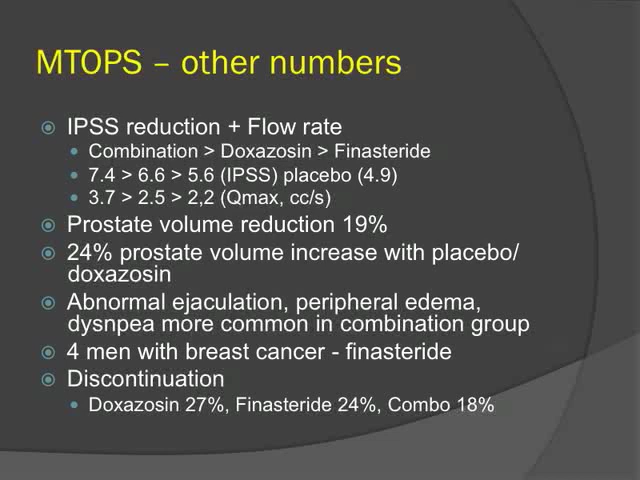 MTOPS – other numbers
IPSS reduction + Flow rate
Combination > Doxazosin > Finasteride
7.4 > 6.6 > 5.6 (IPSS) placebo (4.9)
3.7 > 2.5 > 2,2 (Qmax, cc/s)
Prostate volume reduction 19%
24% prostate volume increase with placebo/
doxazosin
Abnormal ejaculation, peripheral edema,
dysnpea more common in combination group
4 men with breast cancer - finasteride
Discontinuation
Doxazosin 27%, Finasteride 24%, Combo 18%